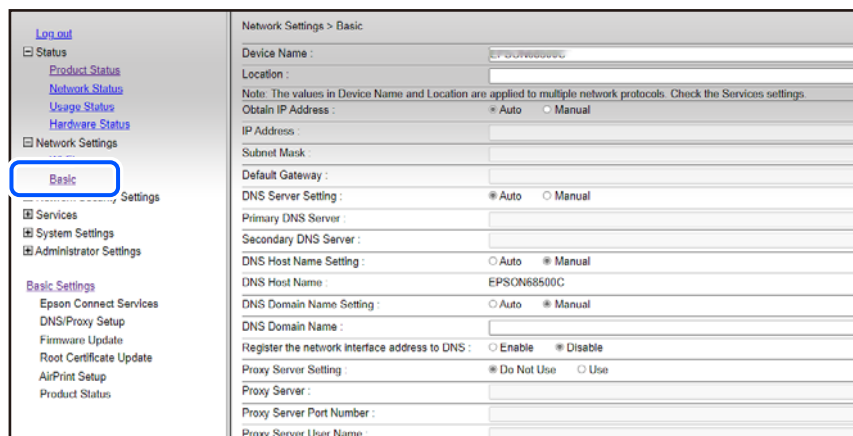 Log out
Status
Product Status
Network Status
Usage Status
Hardware Status
Network Settings
Basic
Settings
Services
System Settings
Administrator Settings
Basic Settings
Epson Connect Services
DNS/Proxy Setup
Firmware Update
Root Certificate Update
AirPrint Setup
Product Status
Network Settings > Basic
Device Name :
Location :
Note: The values in Device Name and Location are applied to multiple network protocols. Check the Services settings.
Obtain IP Address : Auto Manual
IP Address :
Subnet Mask :
Default Gateway :
DNS Server Setting : Auto Manual
Primary DNS Server :
Secondary DNS Server :
DNS Host Name Setting : Auto Manual
DNS Host Name : EPSON68500C
DNS Domain Name Setting : Auto Manual
DNS Domain Name :
Register the network interface address to DNS : Enable Disable
Proxy Server Setting : Do Not Use Use
Proxy Server :
Proxy Server Port Number :
Proxy Server User Name :